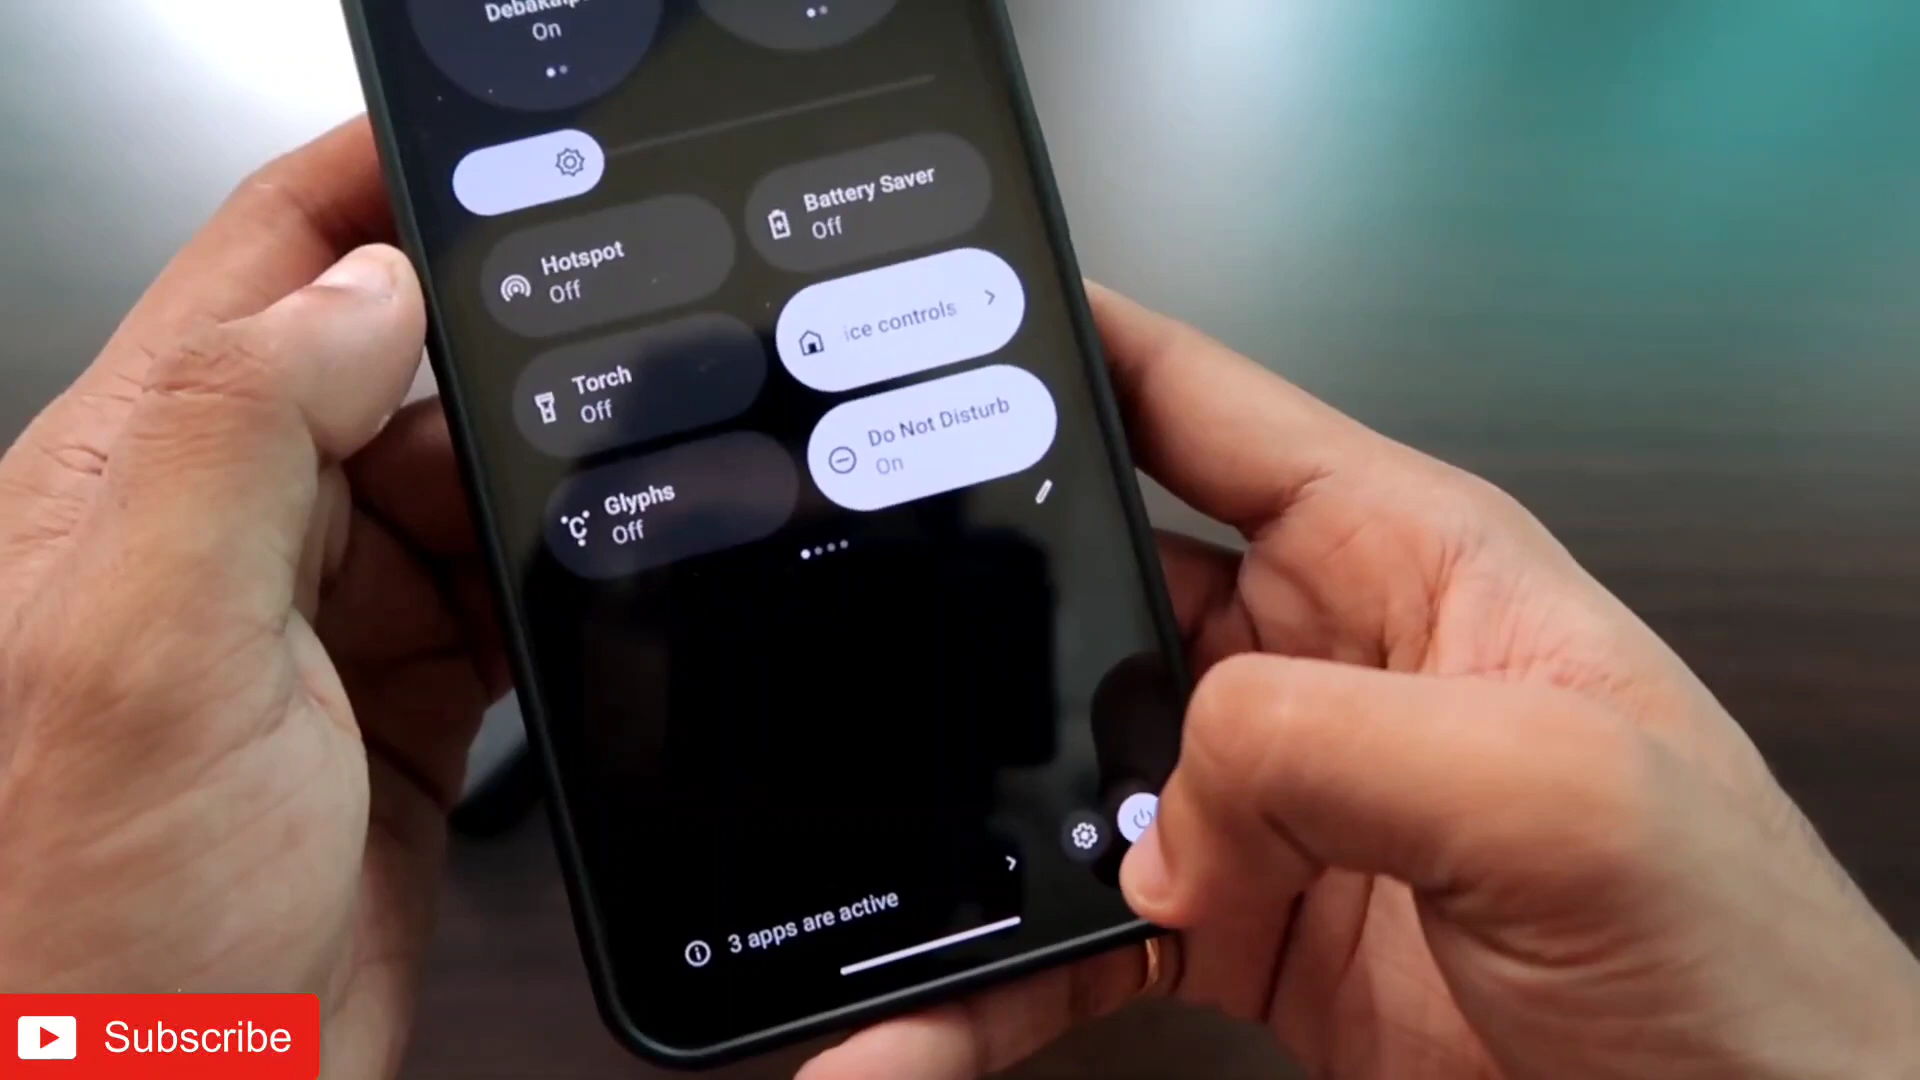 On
Battery Saver
Off
Hotspot
Off
ice controls
Torch
Off
Do Not Disturb
On
Glyphs
Off
3 apps are active
Subscribe